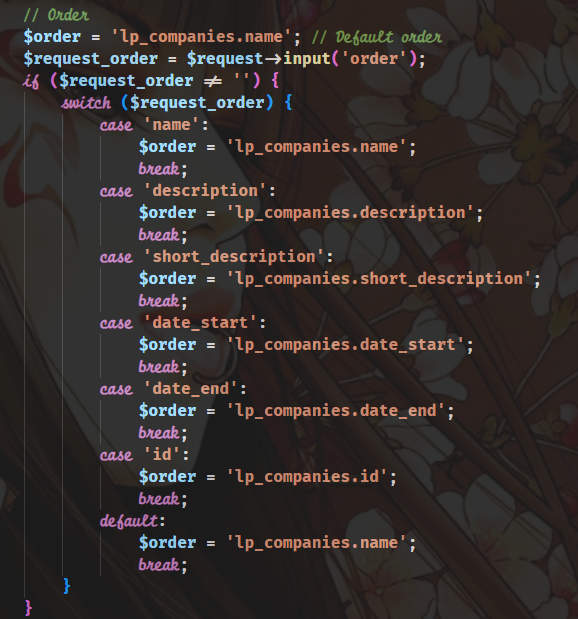 // Order
$order = 'lp_companies.name'; // Default order
$request_order = $request->input('order');
if ($request_order != '') {
switch ($request_order) {
case 'name':
$order = 'lp_companies.name';
break;
case 'description':
$order = 'lp_companies.description';
break;
case 'short_description':
$order = 'lp_companies.short_description';
break;
case 'date_start':
$order = 'lp_companies.date_start';
break;
case 'date_end':
$order = 'lp_companies.date_end';
break;
case 'id':
$order = 'lp_companies.id';
break;
default:
$order = 'lp_companies.name';
break;
}
}